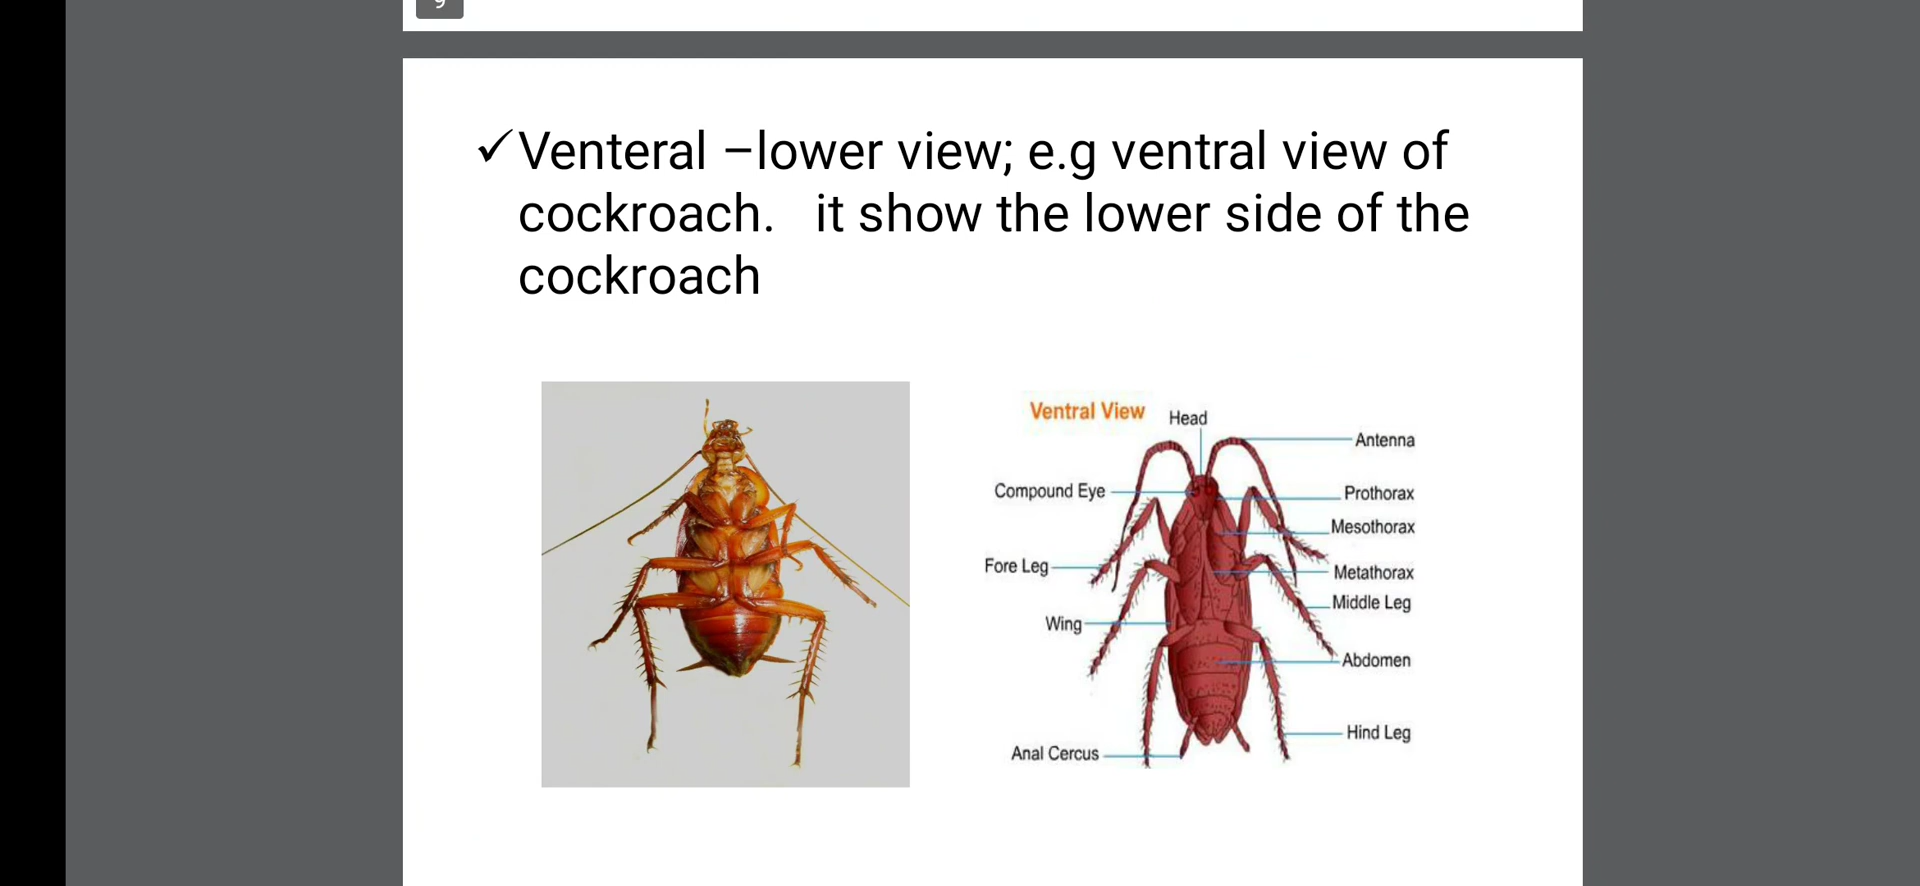 9
✓Venteral –lower view; e.g ventral view of
cockroach. it show the lower side of the
cockroach
Ventral View
Head
Antenna
Compound Eye
Prothorax
Mesothorax
Fore Leg
Metathorax
Middle Leg
Wing
Abdomen
Hind Leg
Anal Cercus